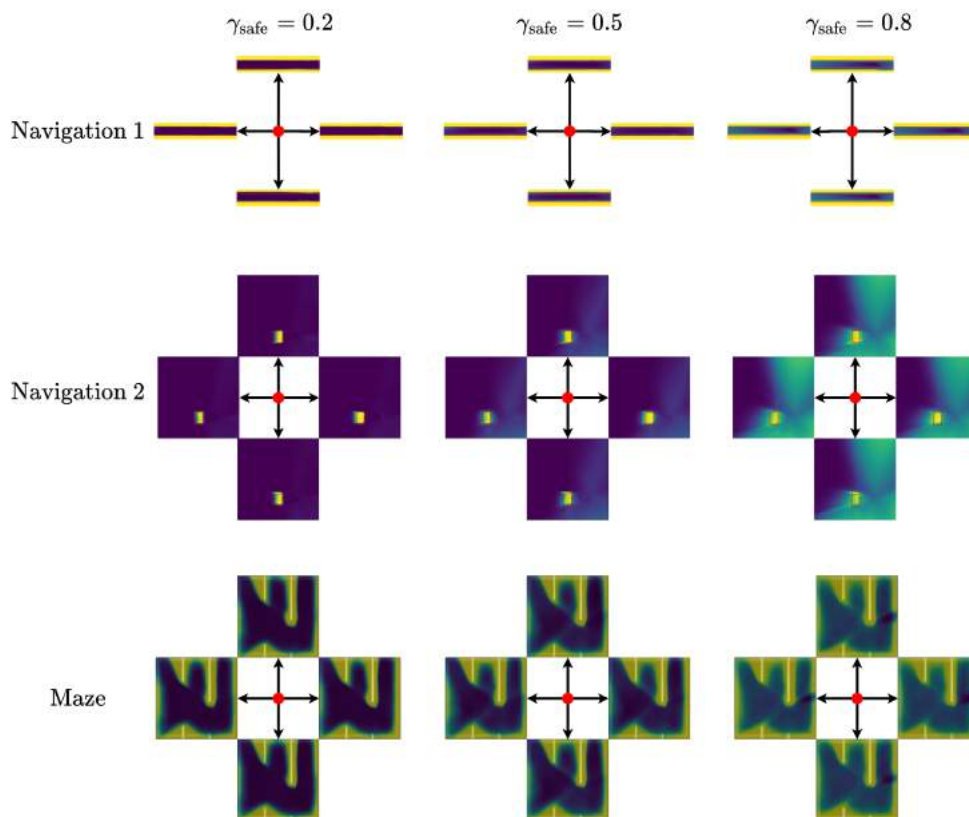 γsafe = 0.2 γsafe = 0.5 γsafe = 0.8
Navigation 1
Navigation 2
Maze